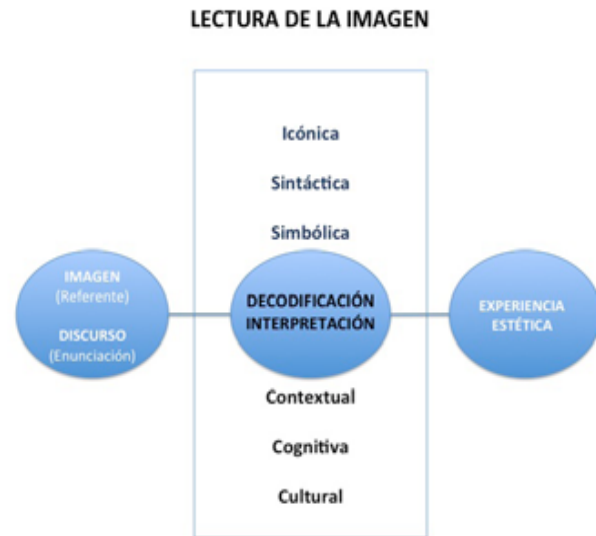 LECTURA DE LA IMAGEN
Icónica
Sintáctica
Simbólica
IMAGEN
(Referente)
DISCURSO
(Enunciación)
DECODIFICACIÓN
INTERPRETACIÓN
EXPERIENCIA
ESTÉTICA
Contextual
Cognitiva
Cultural